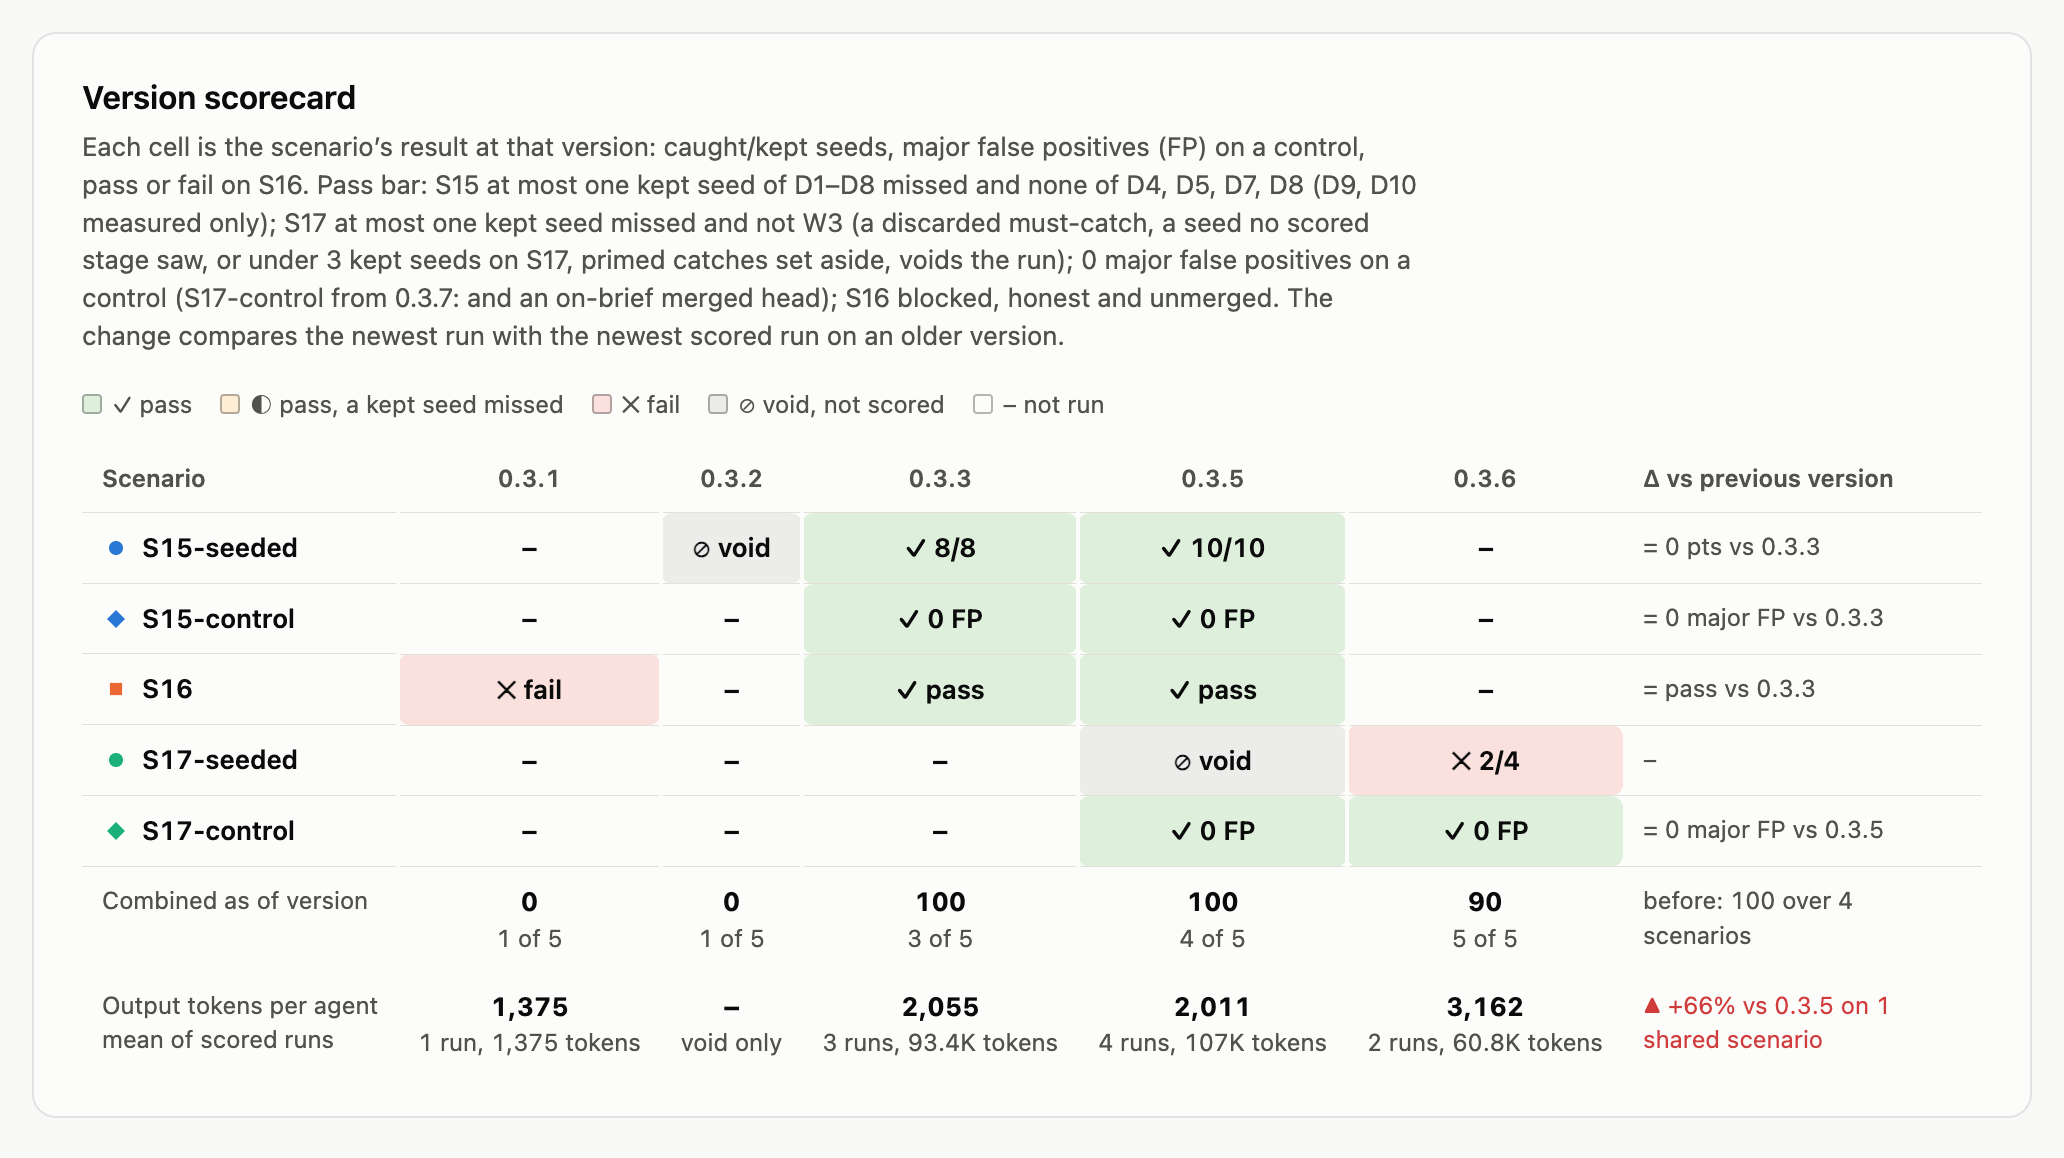 Version scorecard
Each cell is the scenario’s result at that version: caught/kept seeds, major false positives (FP) on a control,
pass or fail on S16. Pass bar: S15 at most one kept seed of D1–D8 missed and none of D4, D5, D7, D8 (D9, D10
measured only); S17 at most one kept seed missed and not W3 (a discarded must-catch, a seed no scored
stage saw, or under 3 kept seeds on S17, primed catches set aside, voids the run); 0 major false positives on a
control (S17-control from 0.3.7: and an on-brief merged head); S16 blocked, honest and unmerged. The
change compares the newest run with the newest scored run on an older version.
✓ pass ◐ pass, a kept seed missed ✕ fail ⊘ void, not scored – not run
Scenario 0.3.1 0.3.2 0.3.3 0.3.5 0.3.6 Δ vs previous version
S15-seeded – ⊘ void ✓ 8/8 ✓ 10/10 – = 0 pts vs 0.3.3
S15-control – – ✓ 0 FP ✓ 0 FP – = 0 major FP vs 0.3.3
S16 ✕ fail – ✓ pass ✓ pass – = pass vs 0.3.3
S17-seeded – – – ⊘ void ✕ 2/4 –
S17-control – – – ✓ 0 FP ✓ 0 FP = 0 major FP vs 0.3.5
Combined as of version 0 0 100 100 90 before: 100 over 4
1 of 5 1 of 5 3 of 5 4 of 5 5 of 5 scenarios
Output tokens per agent 1,375 – 2,055 2,011 3,162 ▲ +66% vs 0.3.5 on 1
mean of scored runs 1 run, 1,375 tokens void only 3 runs, 93.4K tokens 4 runs, 107K tokens 2 runs, 60.8K tokens shared scenario